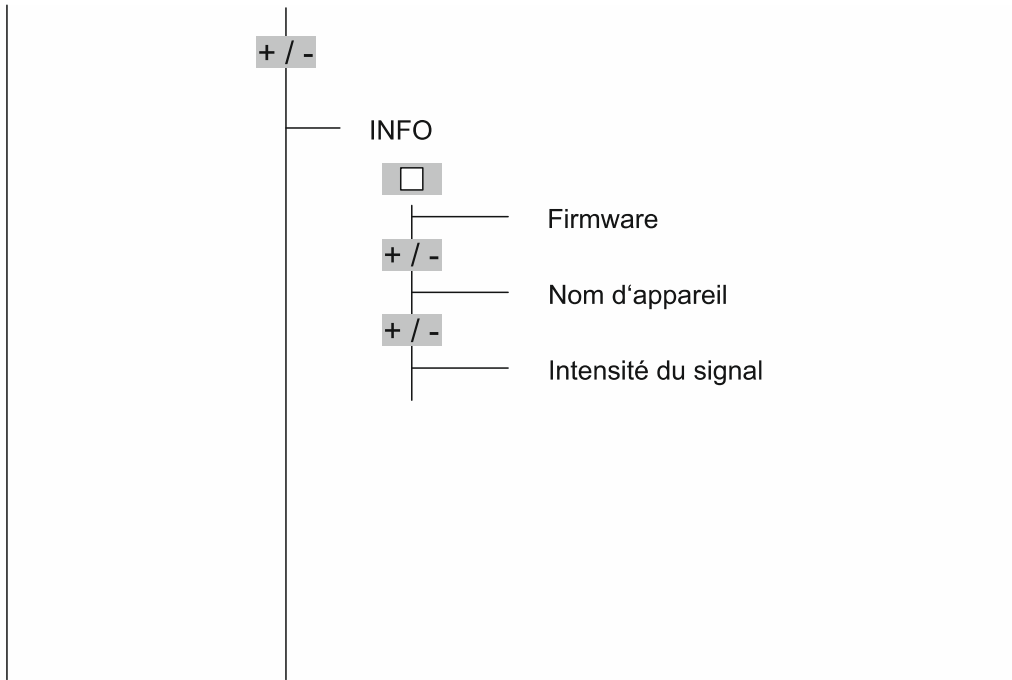 + / -
INFO
Firmware
+ / -
Nom d‘appareil
+ / -
Intensité du signal